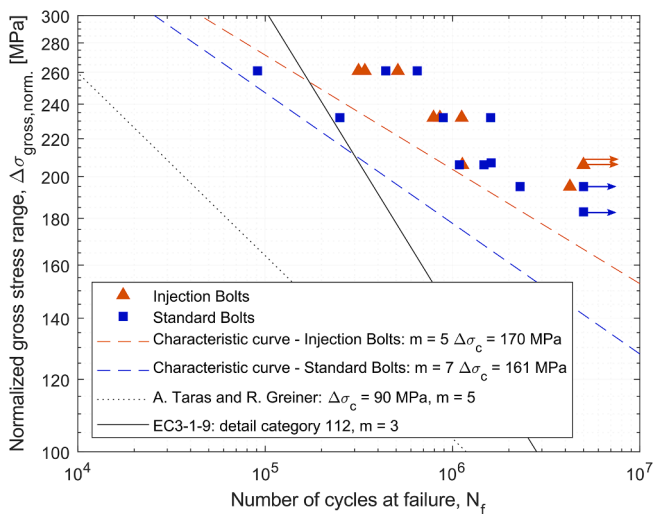 300
260
240
220
200
180
160
140
120
100
Normalized gross stress range, Δσgross,norm. [MPa]
Injection Bolts
Standard Bolts
Characteristic curve - Injection Bolts: m = 5 Δσc = 170 MPa
Characteristic curve - Standard Bolts: m = 7 Δσc = 161 MPa
A. Taras and R. Greiner: Δσc = 90 MPa, m = 5
EC3-1-9: detail category 112, m = 3
10^4 10^5 10^6 10^7
Number of cycles at failure, Nf